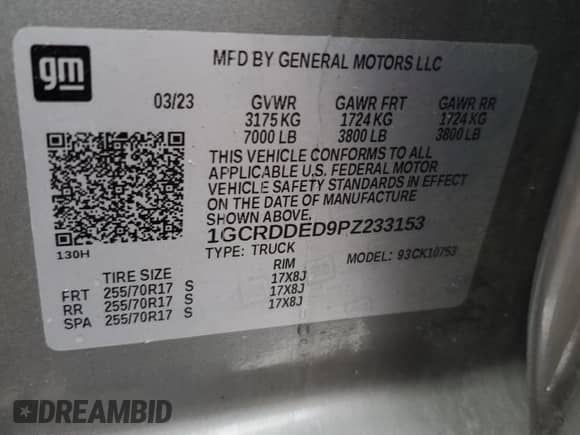 gm
MFD BY GENERAL MOTORS LLC
03/23 GVWR GAWR FRT GAWR RR
3175 KG 1724 KG 1724 KG
7000 LB 3800 LB 3800 LB
THIS VEHICLE CONFORMS TO ALL
APPLICABLE U.S. FEDERAL MOTOR
VEHICLE SAFETY STANDARDS IN EFFECT
ON THE DATE OF MANUFACTURE
SHOWN ABOVE.
1GCRDDED9PZ233153
TYPE: TRUCK MODEL: 93CK10753
130H
TIRE SIZE RIM
FRT 255/70R17 S 17X8J
RR 255/70R17 S 17X8J
SPA 255/70R17 S 17X8J
DREAMBID